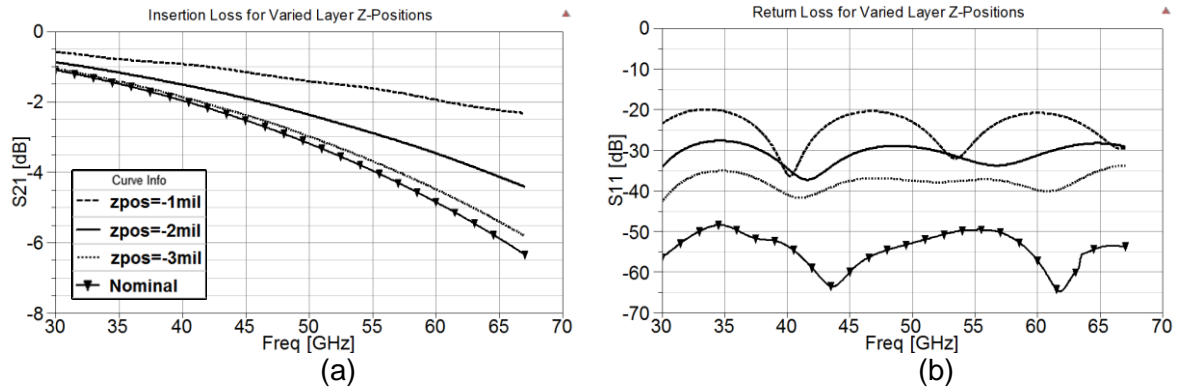 Insertion Loss for Varied Layer Z-Positions
0
-2
-4
-6
-8
S21 [dB]
Curve Info
zpos=-1mil
zpos=-2mil
zpos=-3mil
Nominal
30 35 40 45 50 55 60 65 70
Freq [GHz]
(a)
Return Loss for Varied Layer Z-Positions
0
-10
-20
-30
-40
-50
-60
-70
S11 [dB]
30 35 40 45 50 55 60 65 70
Freq [GHz]
(b)